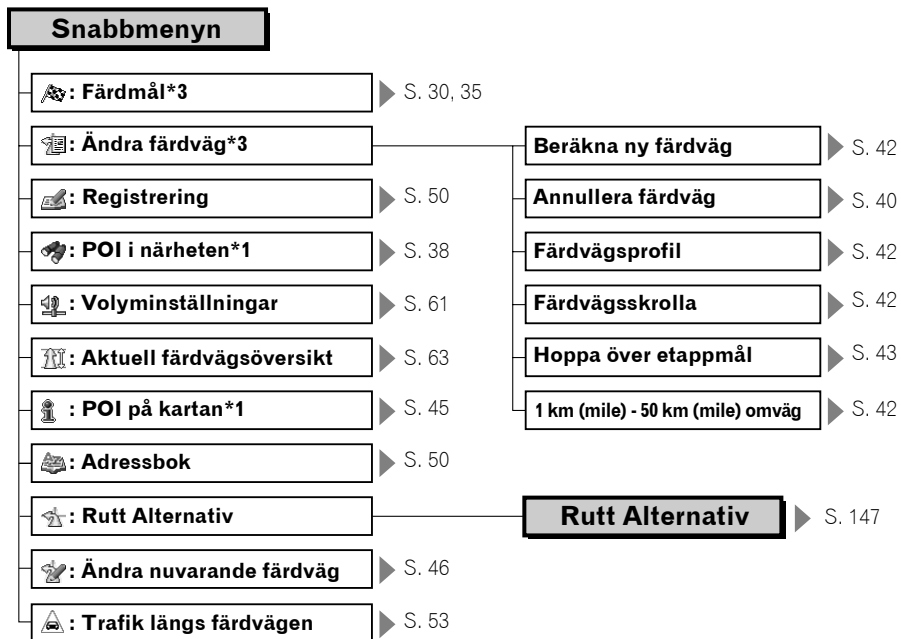 Snabbmenyn
: Färdmål*3 S. 30, 35
: Ändra färdväg*3
Beräkna ny färdväg S. 42
Annullera färdväg S. 40
Färdvägsprofil S. 42
Färdvägsskrolla S. 42
Hoppa över etappmål S. 43
1 km (mile) - 50 km (mile) omväg S. 42
: Registrering S. 50
: POI i närheten*1 S. 38
: Volyminställningar S. 61
: Aktuell färdvägsöversikt S. 63
: POI på kartan*1 S. 45
: Adressbok S. 50
: Rutt Alternativ
Rutt Alternativ S. 147
: Ändra nuvarande färdväg S. 46
: Trafik längs färdvägen S. 53